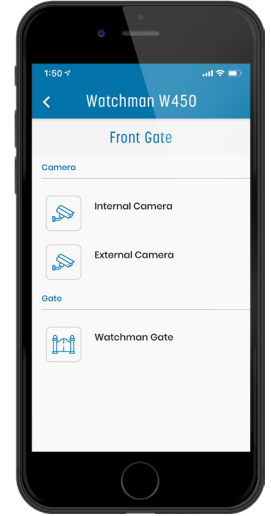 1:50
Watchman W450
Front Gate
Camera
Internal Camera
External Camera
Gate
Watchman Gate